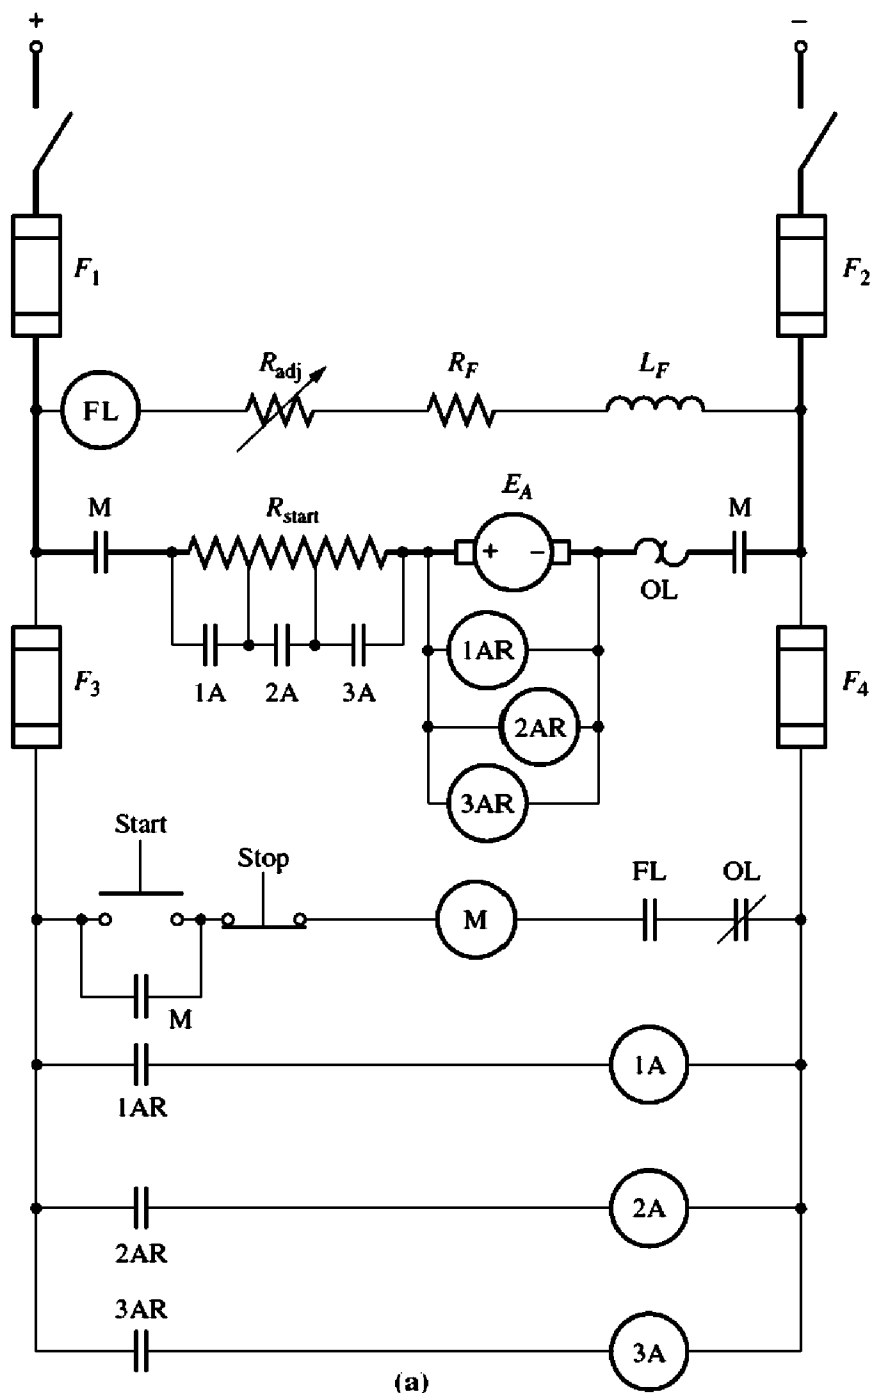 + −
F1 F2
Radj RF LF
FL
M Rstart EA M
+ −
OL
1A 2A 3A
1AR
F3 F4
2AR
3AR
Start
Stop
FL OL
M
M
1A
1AR
2A
2AR
3AR
3A
(a)